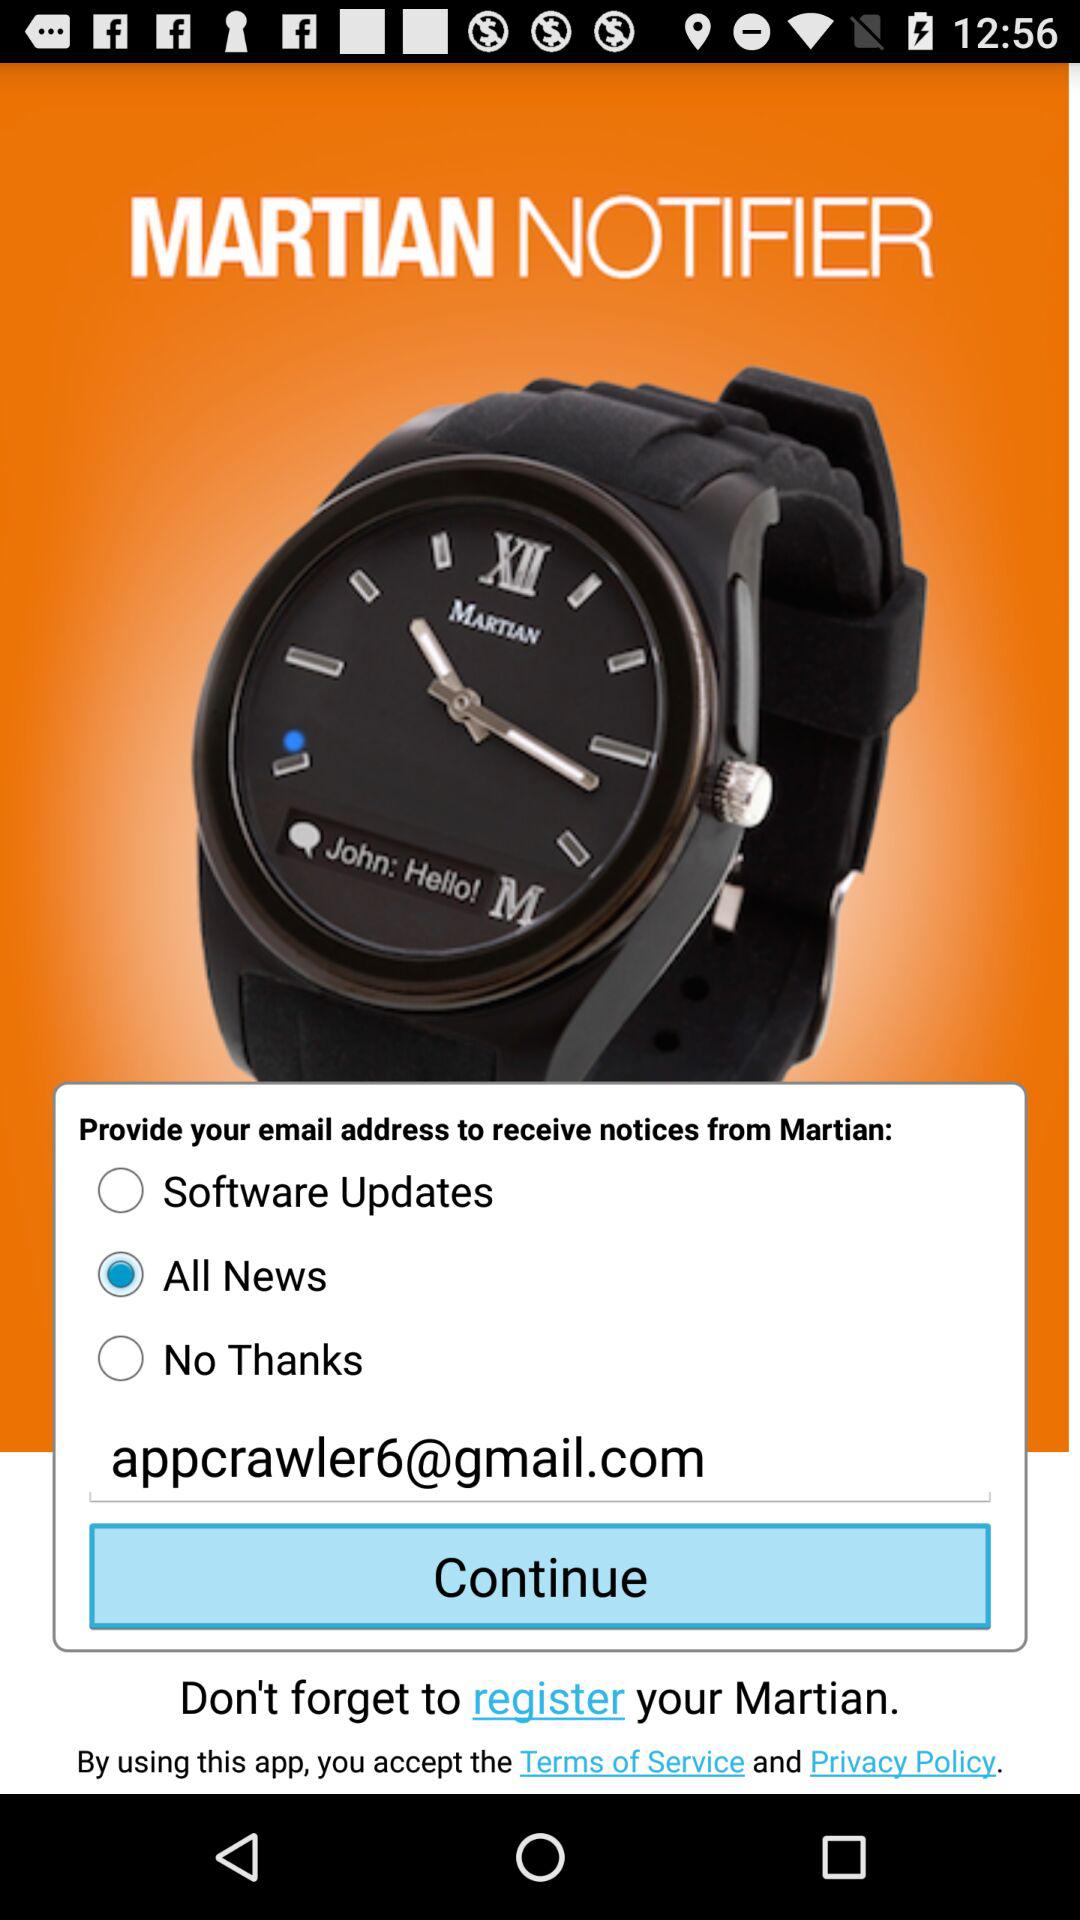 12:56
MARTIAN NOTIFIER
XII
MARTIAN
John: Hello!
M
Provide your email address to receive notices from Martian:
Software Updates
All News
No Thanks
appcrawler6@gmail.com
Continue
Don't forget to register your Martian.
By using this app, you accept the Terms of Service and Privacy Policy.